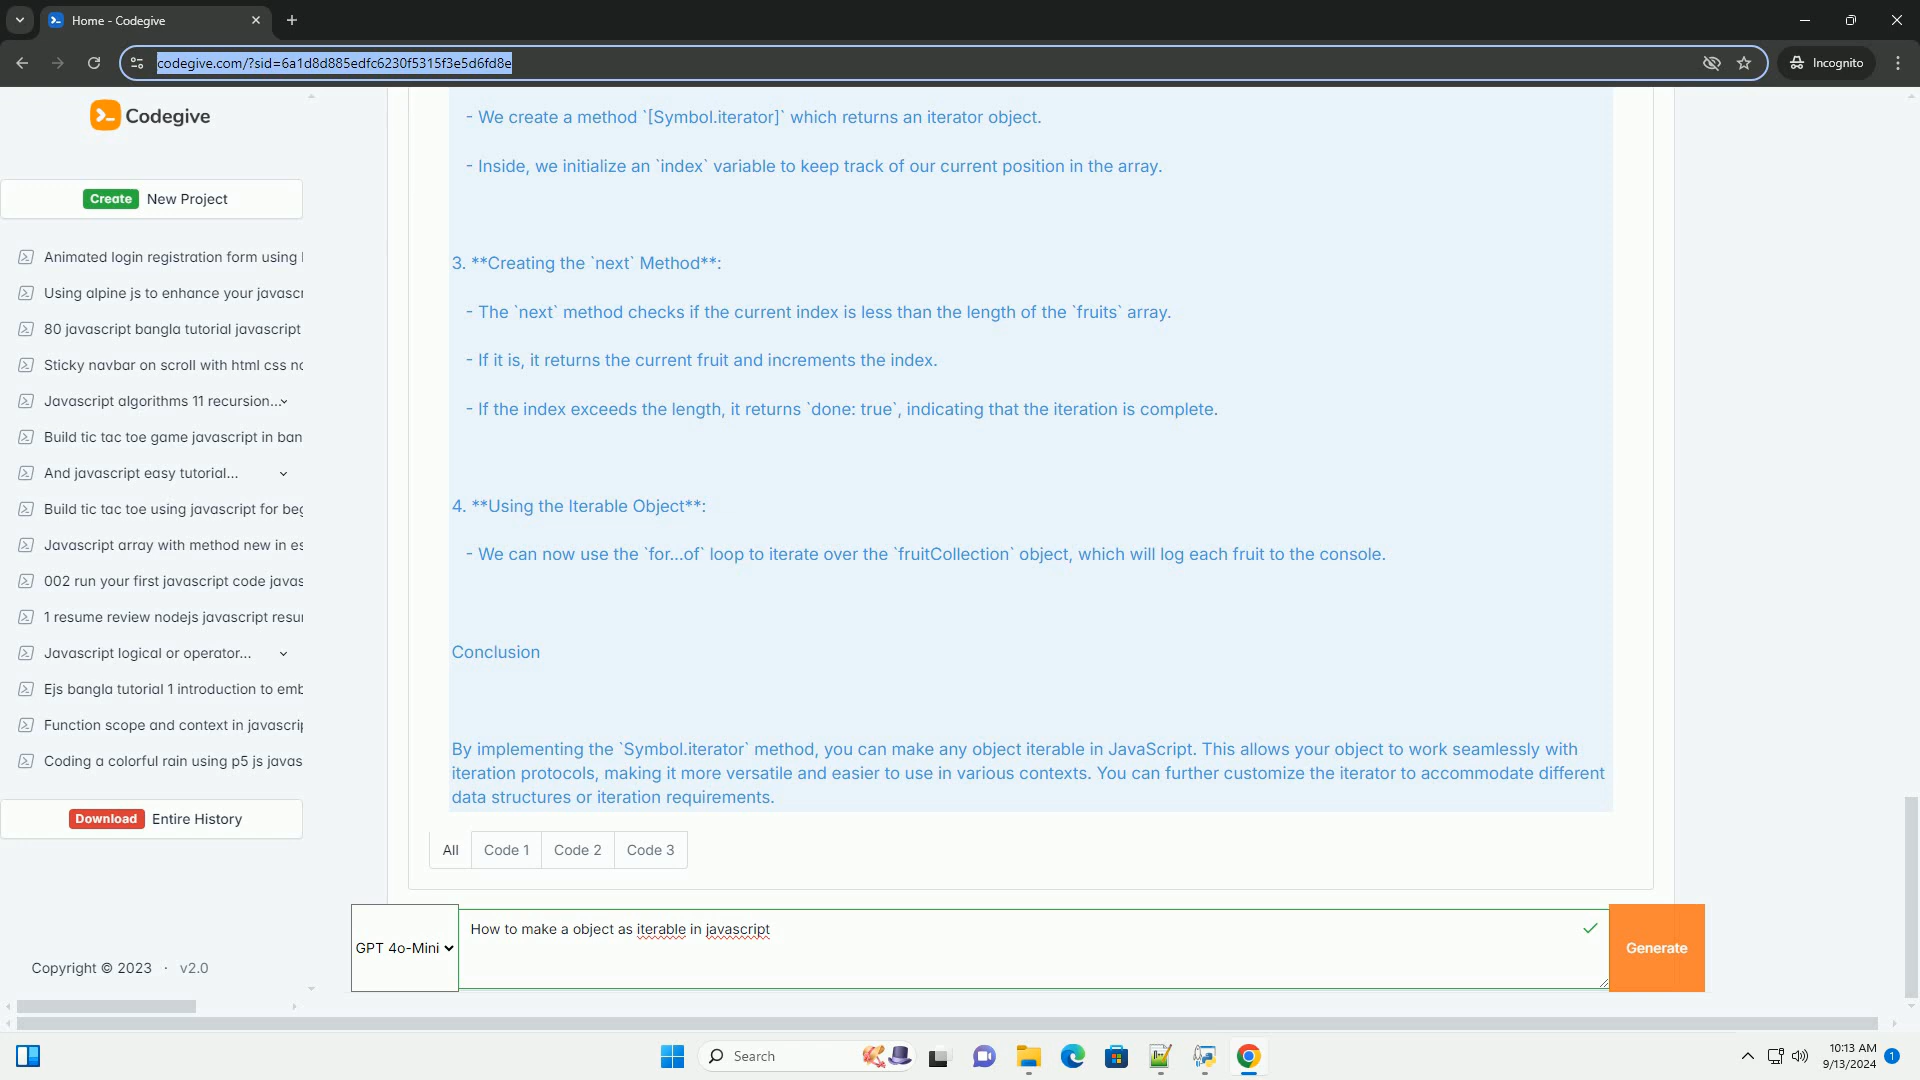 Home - Codegive
codegive.com/?sid=6a1d8d885edfc6230f5315f3e5d6fd8e
Incognito
Codegive
Create New Project
Animated login registration form using
Using alpine js to enhance your javascr
80 javascript bangla tutorial javascript
Sticky navbar on scroll with html css no
Javascript algorithms 11 recursion...
Build tic tac toe game javascript in ban
And javascript easy tutorial...
Build tic tac toe using javascript for beg
Javascript array with method new in es
002 run your first javascript code javas
1 resume review nodejs javascript resu
Javascript logical or operator...
Ejs bangla tutorial 1 introduction to emb
Function scope and context in javascrip
Coding a colorful rain using p5 js javas
Download Entire History
Copyright © 2023 · v2.0
- We create a method `[Symbol.iterator]` which returns an iterator object.
- Inside, we initialize an `index` variable to keep track of our current position in the array.
3. **Creating the `next` Method**:
- The `next` method checks if the current index is less than the length of the `fruits` array.
- If it is, it returns the current fruit and increments the index.
- If the index exceeds the length, it returns `done: true`, indicating that the iteration is complete.
4. **Using the Iterable Object**:
- We can now use the `for...of` loop to iterate over the `fruitCollection` object, which will log each fruit to the console.
Conclusion
By implementing the `Symbol.iterator` method, you can make any object iterable in JavaScript. This allows your object to work seamlessly with
iteration protocols, making it more versatile and easier to use in various contexts. You can further customize the iterator to accommodate different
data structures or iteration requirements.
All Code 1 Code 2 Code 3
GPT 4o-Mini
How to make a object as iterable in javascript
Generate
Search
10:13 AM
9/13/2024
1